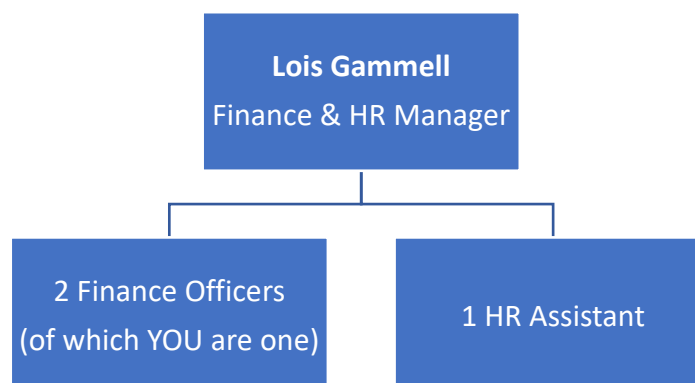 Lois Gammell
Finance & HR Manager
2 Finance Officers
(of which YOU are one)
1 HR Assistant